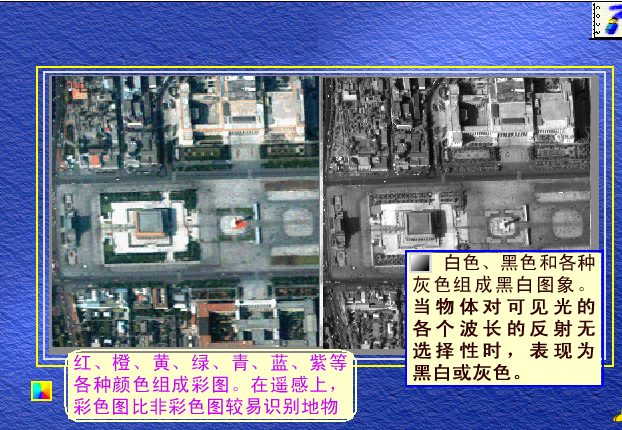 白色、黑色和各种
灰色组成黑白图象。
当物体对可见光的
各个波长的反射无
选择性时，表现为
黑白或灰色。
红、橙、黄、绿、青、蓝、紫等
各种颜色组成彩图。在遥感上，
彩色图比非彩色图较易识别地物